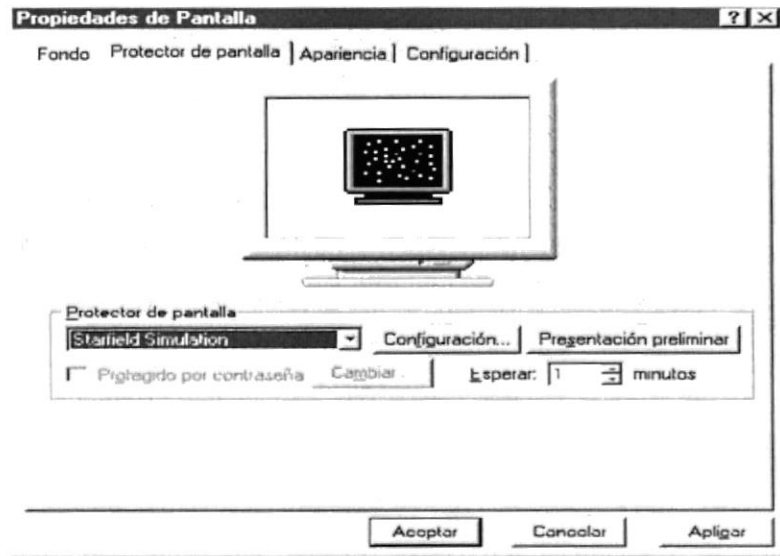 Propiedades de Pantalla
Fondo Protector de pantalla Apariencia Configuración
Protector de pantalla
Starfield Simulation Configuración... Presentación preliminar
Protegido por contraseña Cambiar... Esperar: 1 minutos
Aceptar Cancelar Apligar